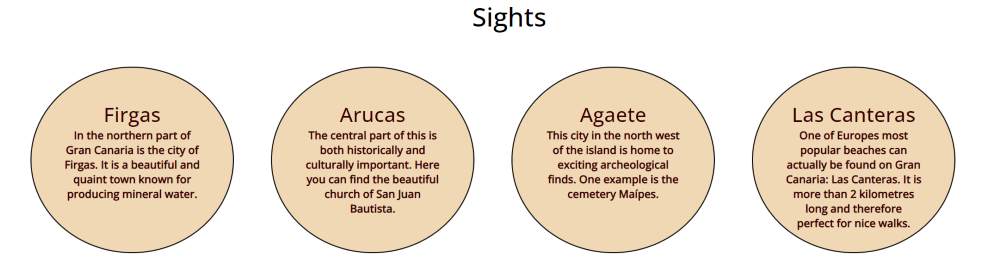 Sights
Firgas
In the northern part of
Gran Canaria is the city of
Firgas. It is a beautiful and
quaint town known for
producing mineral water.
Arucas
The central part of this is
both historically and
culturally important. Here
you can find the beautiful
church of San Juan
Bautista.
Agaete
This city in the north west
of the island is home to
exciting archeological
finds. One example is the
cemetery Maípes.
Las Canteras
One of Europes most
popular beaches can
actually be found on Gran
Canaria: Las Canteras. It is
more than 2 kilometres
long and therefore
perfect for nice walks.